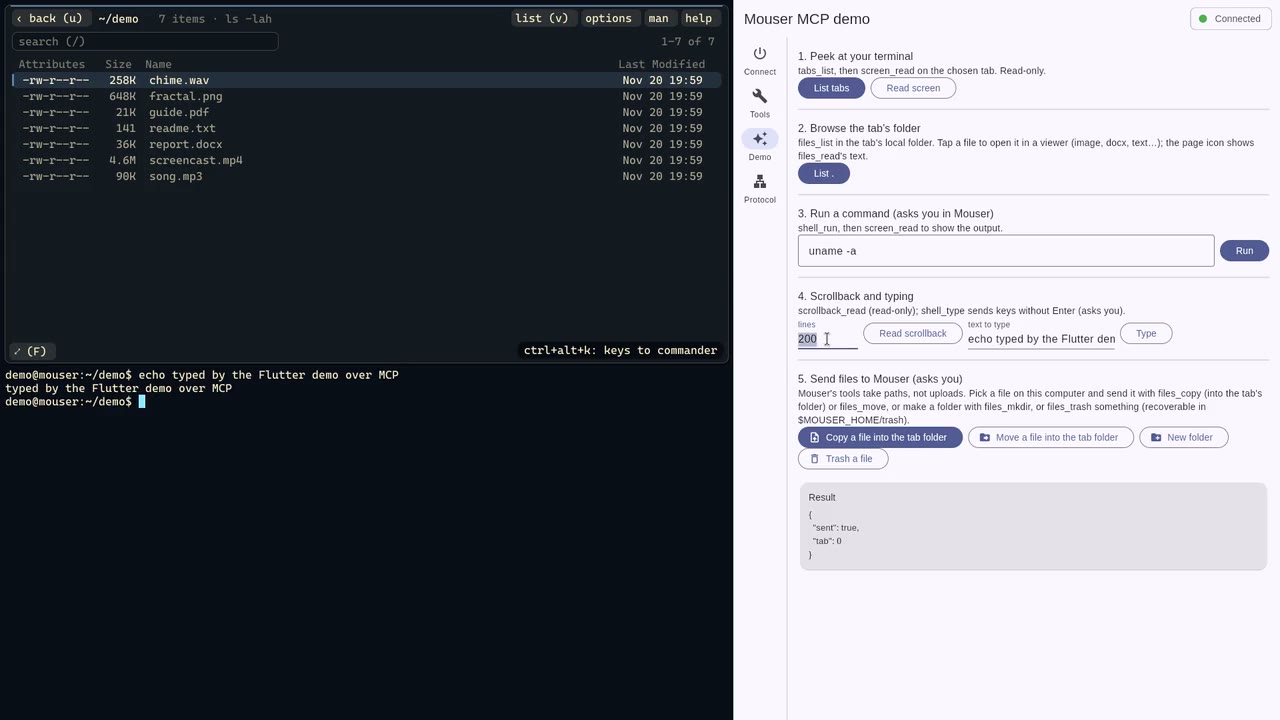 ‹ back (u) ~/demo 7 items · ls -lah list (v) options man help
search (/) 1–7 of 7
Attributes Size Name Last Modified
-rw-r--r-- 258K chime.wav Nov 20 19:59
-rw-r--r-- 648K fractal.png Nov 20 19:59
-rw-r--r-- 21K guide.pdf Nov 20 19:59
-rw-r--r-- 141 readme.txt Nov 20 19:59
-rw-r--r-- 36K report.docx Nov 20 19:59
-rw-r--r-- 4.6M screencast.mp4 Nov 20 19:59
-rw-r--r-- 90K song.mp3 Nov 20 19:59
⤢ (F) ctrl+alt+k: keys to commander
demo@mouser:~/demo$ echo typed by the Flutter demo over MCP
typed by the Flutter demo over MCP
demo@mouser:~/demo$
Mouser MCP demo
Connected
Connect
Tools
Demo
Protocol
1. Peek at your terminal
tabs_list, then screen_read on the chosen tab. Read-only.
List tabs Read screen
2. Browse the tab's folder
files_list in the tab's local folder. Tap a file to open it in a viewer (image, docx, text…); the page icon shows
files_read's text.
List .
3. Run a command (asks you in Mouser)
shell_run, then screen_read to show the output.
uname -a Run
4. Scrollback and typing
scrollback_read (read-only); shell_type sends keys without Enter (asks you).
lines text to type
200 Read scrollback echo typed by the Flutter den Type
5. Send files to Mouser (asks you)
Mouser's tools take paths, not uploads. Pick a file on this computer and send it with files_copy (into the tab's
folder) or files_move, or make a folder with files_mkdir, or files_trash something (recoverable in
$MOUSER_HOME/trash).
Copy a file into the tab folder Move a file into the tab folder New folder
Trash a file
Result
{
"sent": true,
"tab": 0
}